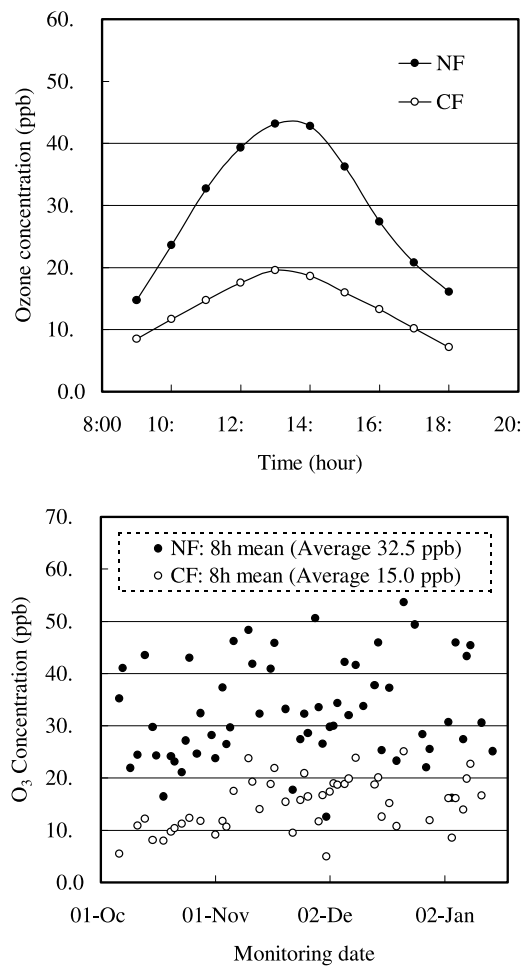 60.
50.
40.
30.
20.
10.
0.0
Ozone concentration (ppb)
NF
CF
8:00 10: 12: 14: 16: 18: 20:
Time (hour)
70.
60.
50.
40.
30.
20.
10.
0.0
O3 Concentration (ppb)
NF: 8h mean (Average 32.5 ppb)
CF: 8h mean (Average 15.0 ppb)
01-Oc 01-Nov 02-De 02-Jan
Monitoring date